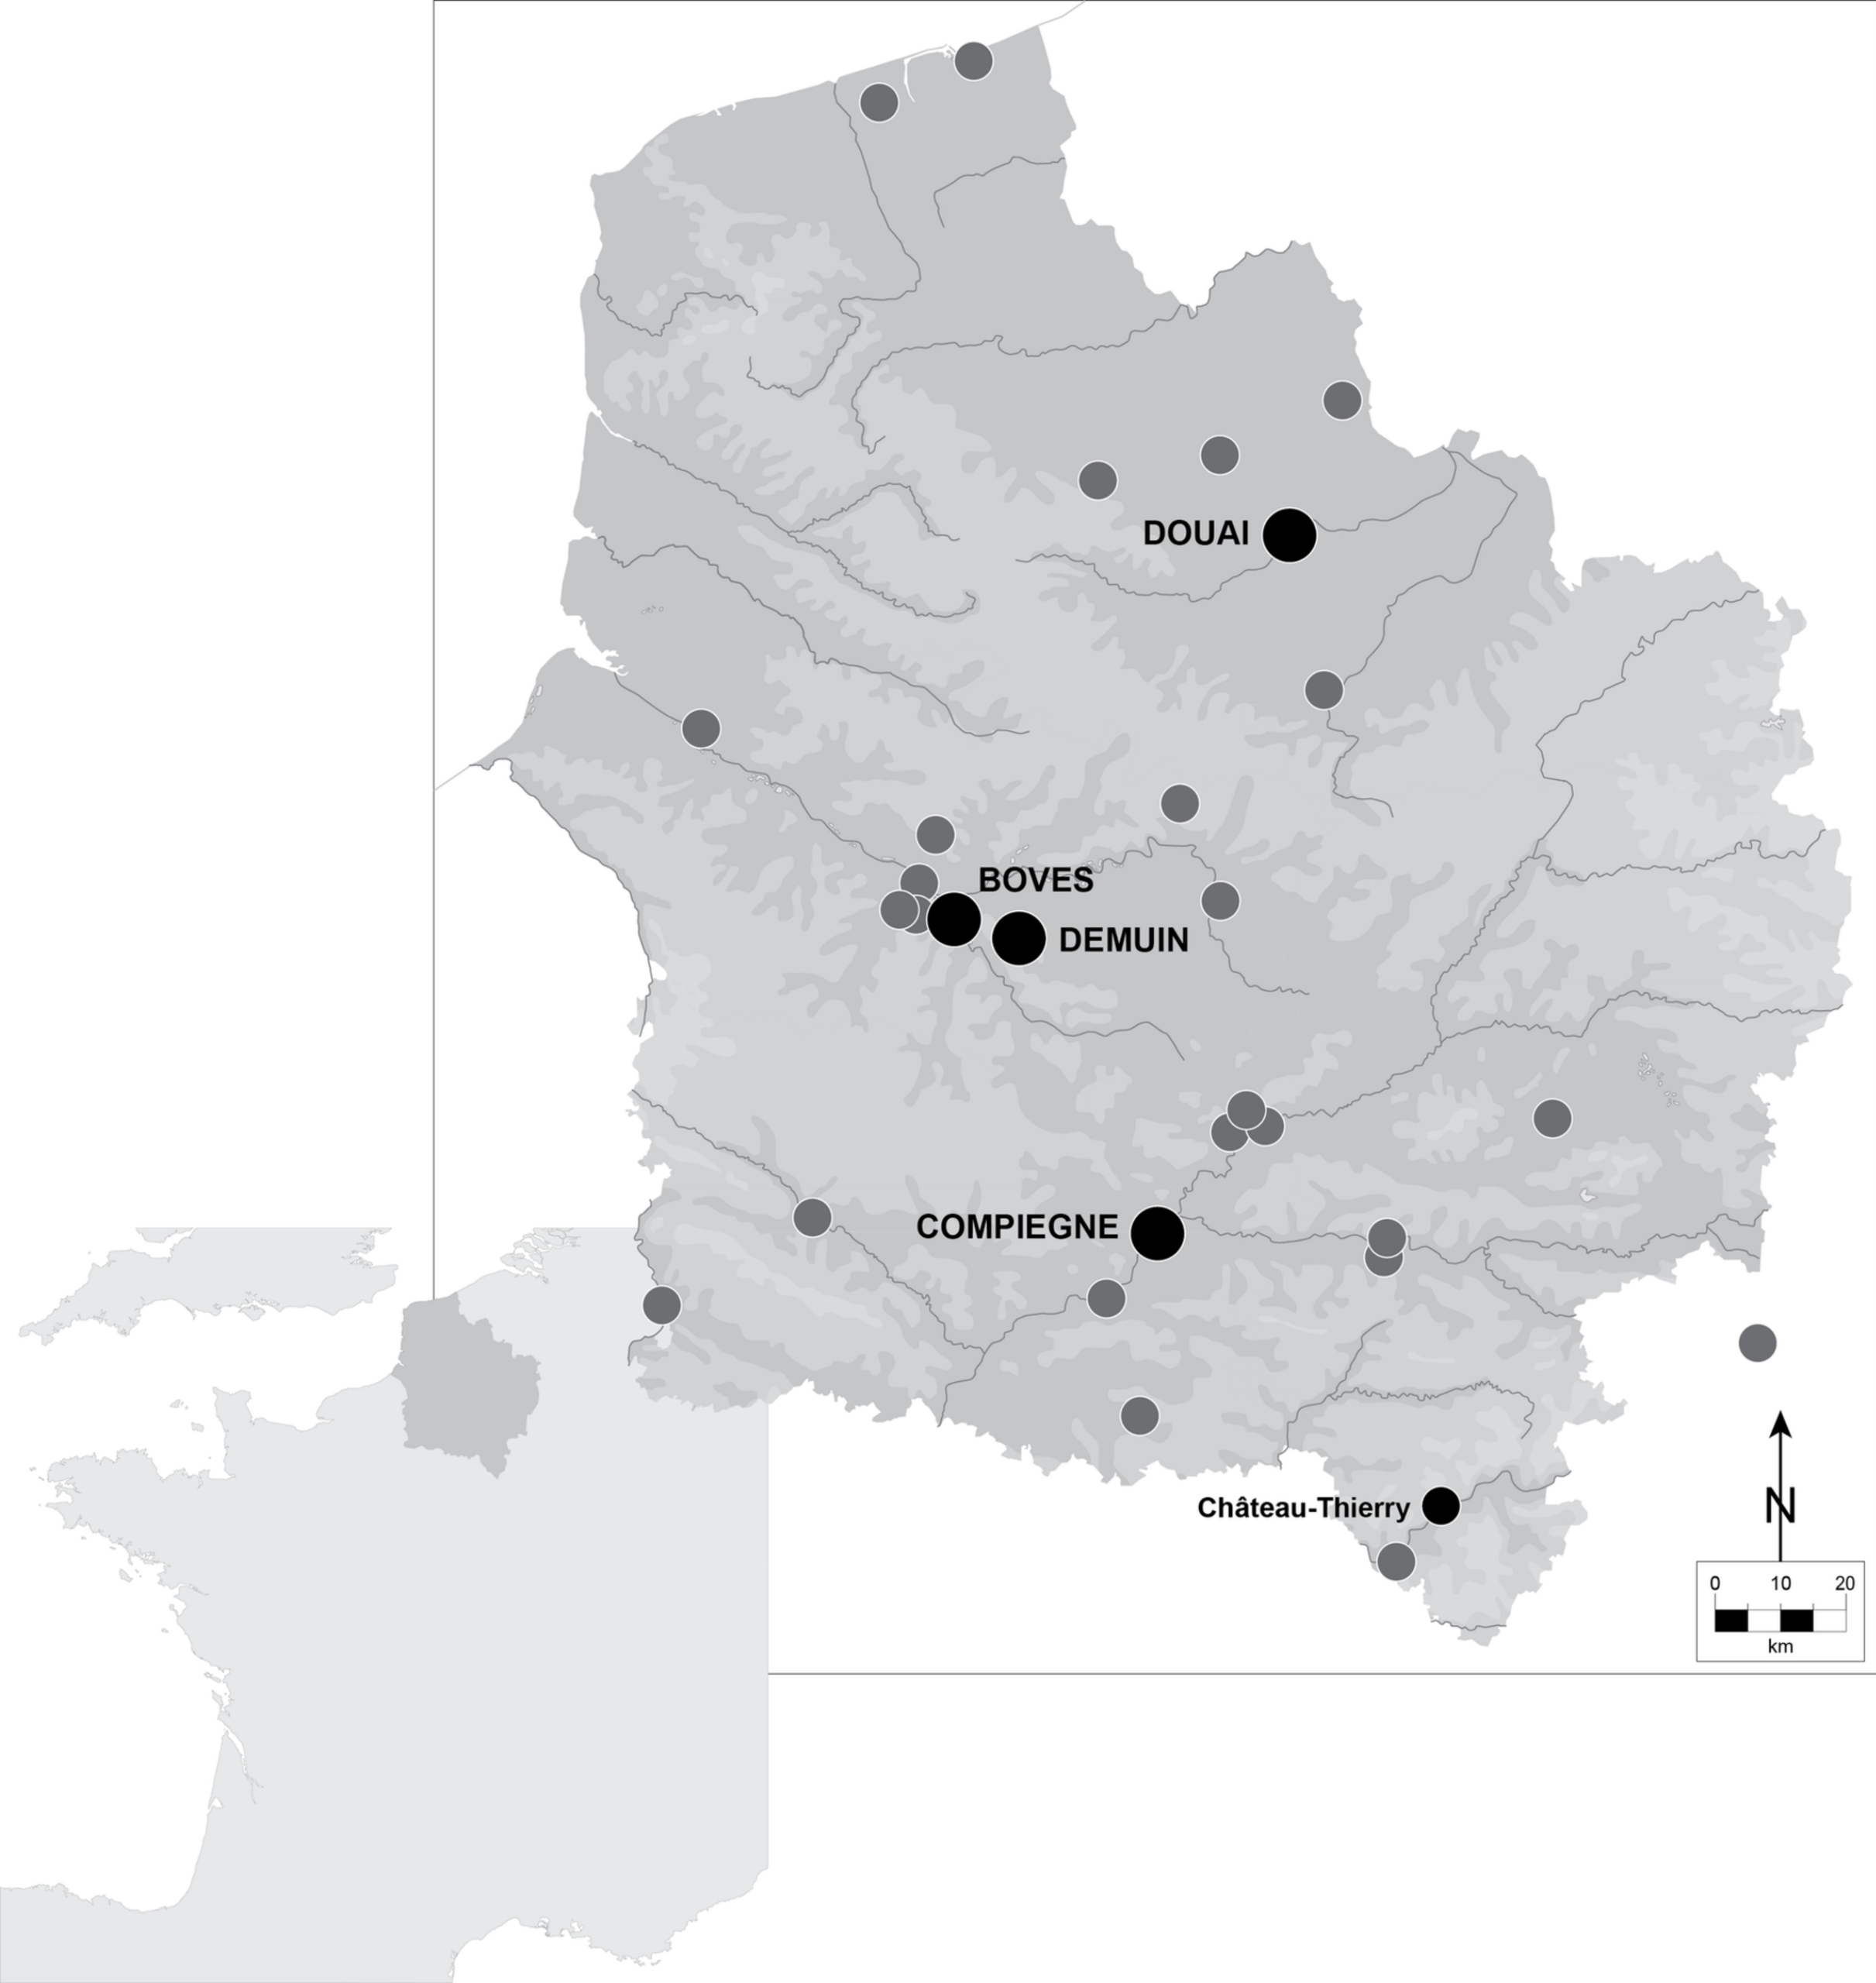 DOUAI
BOVES
DEMUIN
COMPIEGNE
Château-Thierry
N
0 10 20
km